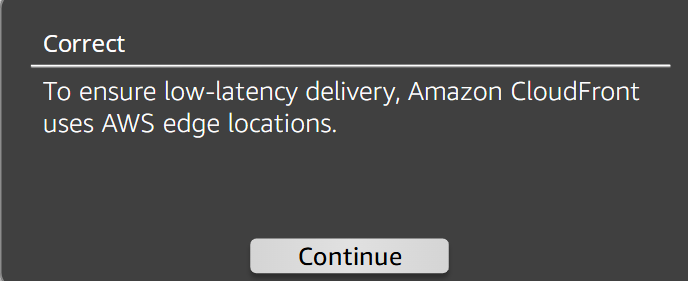 Correct
To ensure low-latency delivery, Amazon CloudFront
uses AWS edge locations.
Continue